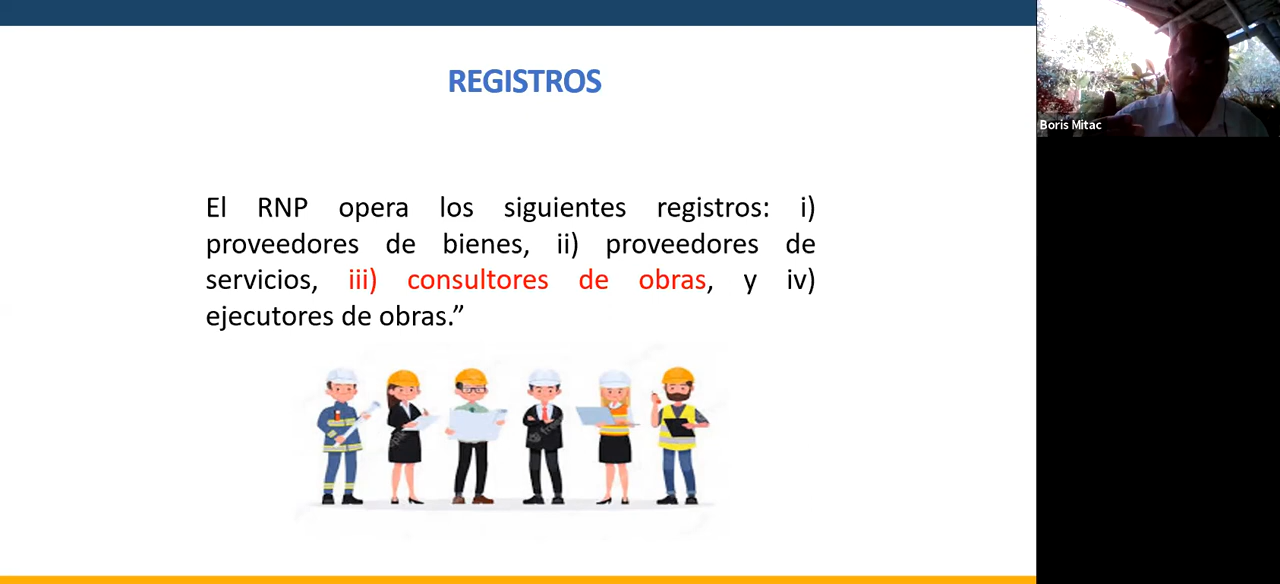 REGISTROS
Boris Mitac
El RNP opera los siguientes registros: i)
proveedores de bienes, ii) proveedores de
servicios, iii) consultores de obras, y iv)
ejecutores de obras.”